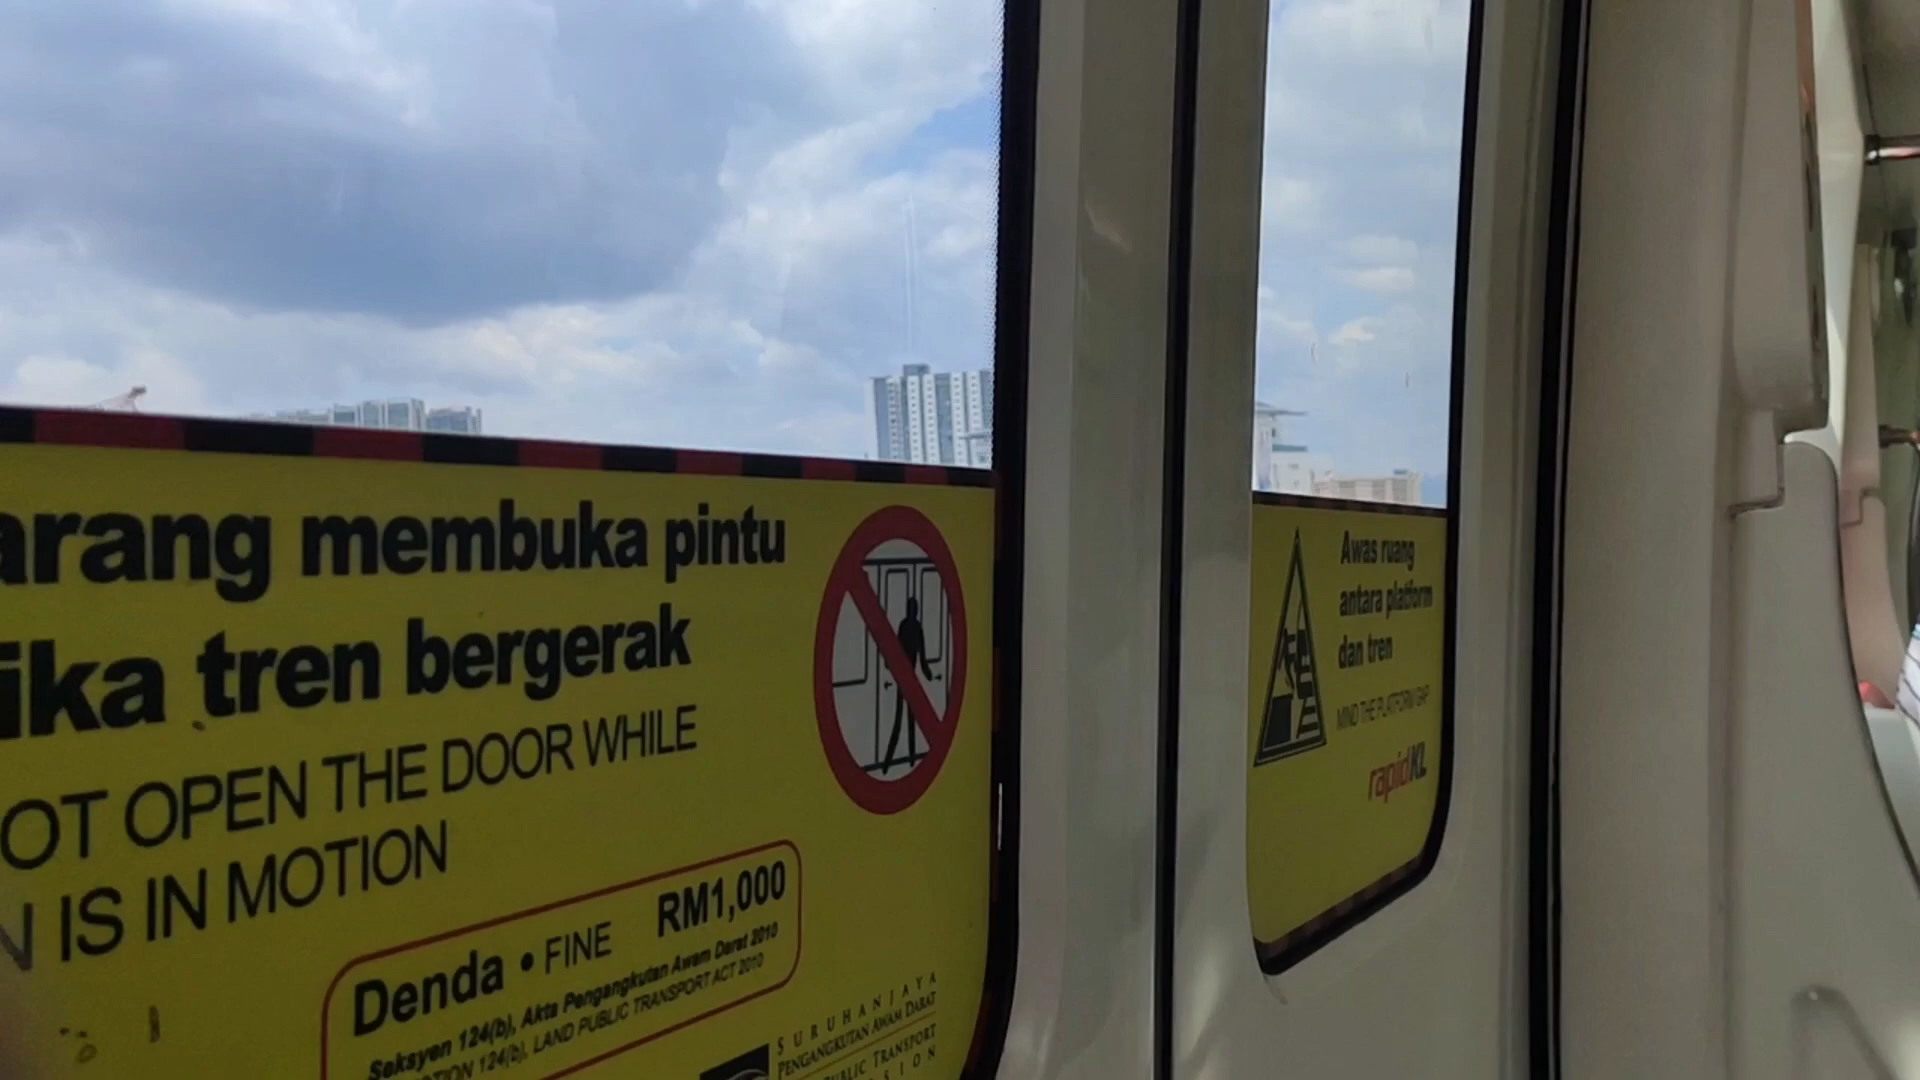 arang membuka pintu
ika tren bergerak
OT OPEN THE DOOR WHILE
N IS IN MOTION
Denda • FINE RM1,000
Seksyen 124(b), Akta Pengangkutan Awam Darat 2010
TION 124(b), LAND PUBLIC TRANSPORT ACT 2010
SURUHANJAYA
PENGANGKUTAN AWAM DARAT
PUBLIC TRANSPORT
SION
Awas ruang
antara platform
dan tren
MIND THE PLATFORM GAP
rapidKL